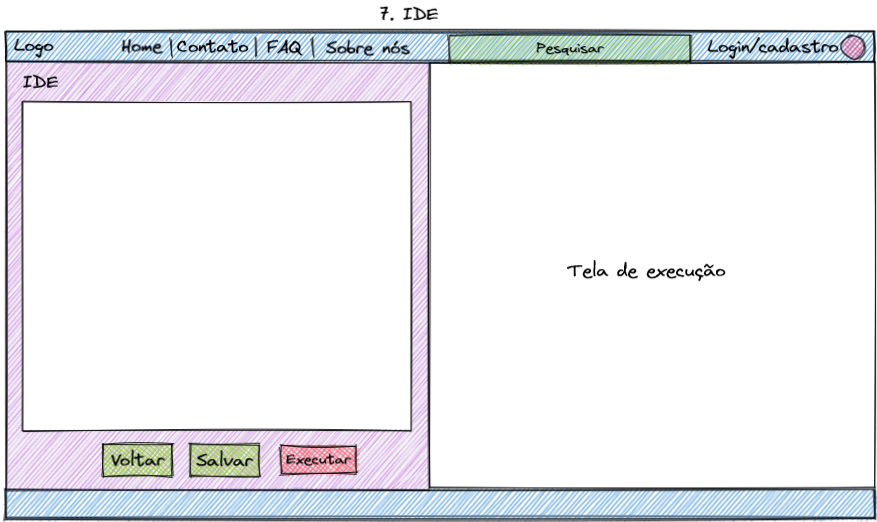 7. IDE
Logo Home | Contato | FAQ | Sobre nós Pesquisar Login/cadastro
IDE
Tela de execução
Voltar Salvar Executar